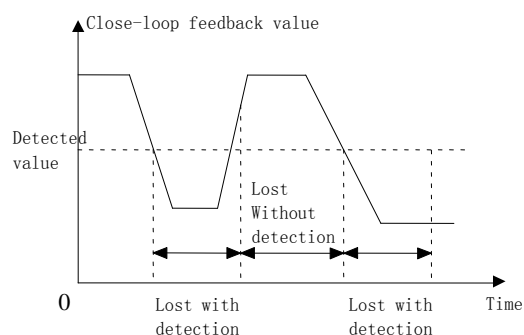 Close-loop feedback value
Detected
value
Lost
Without
detection
0
Lost with
detection
Lost with
detection
Time